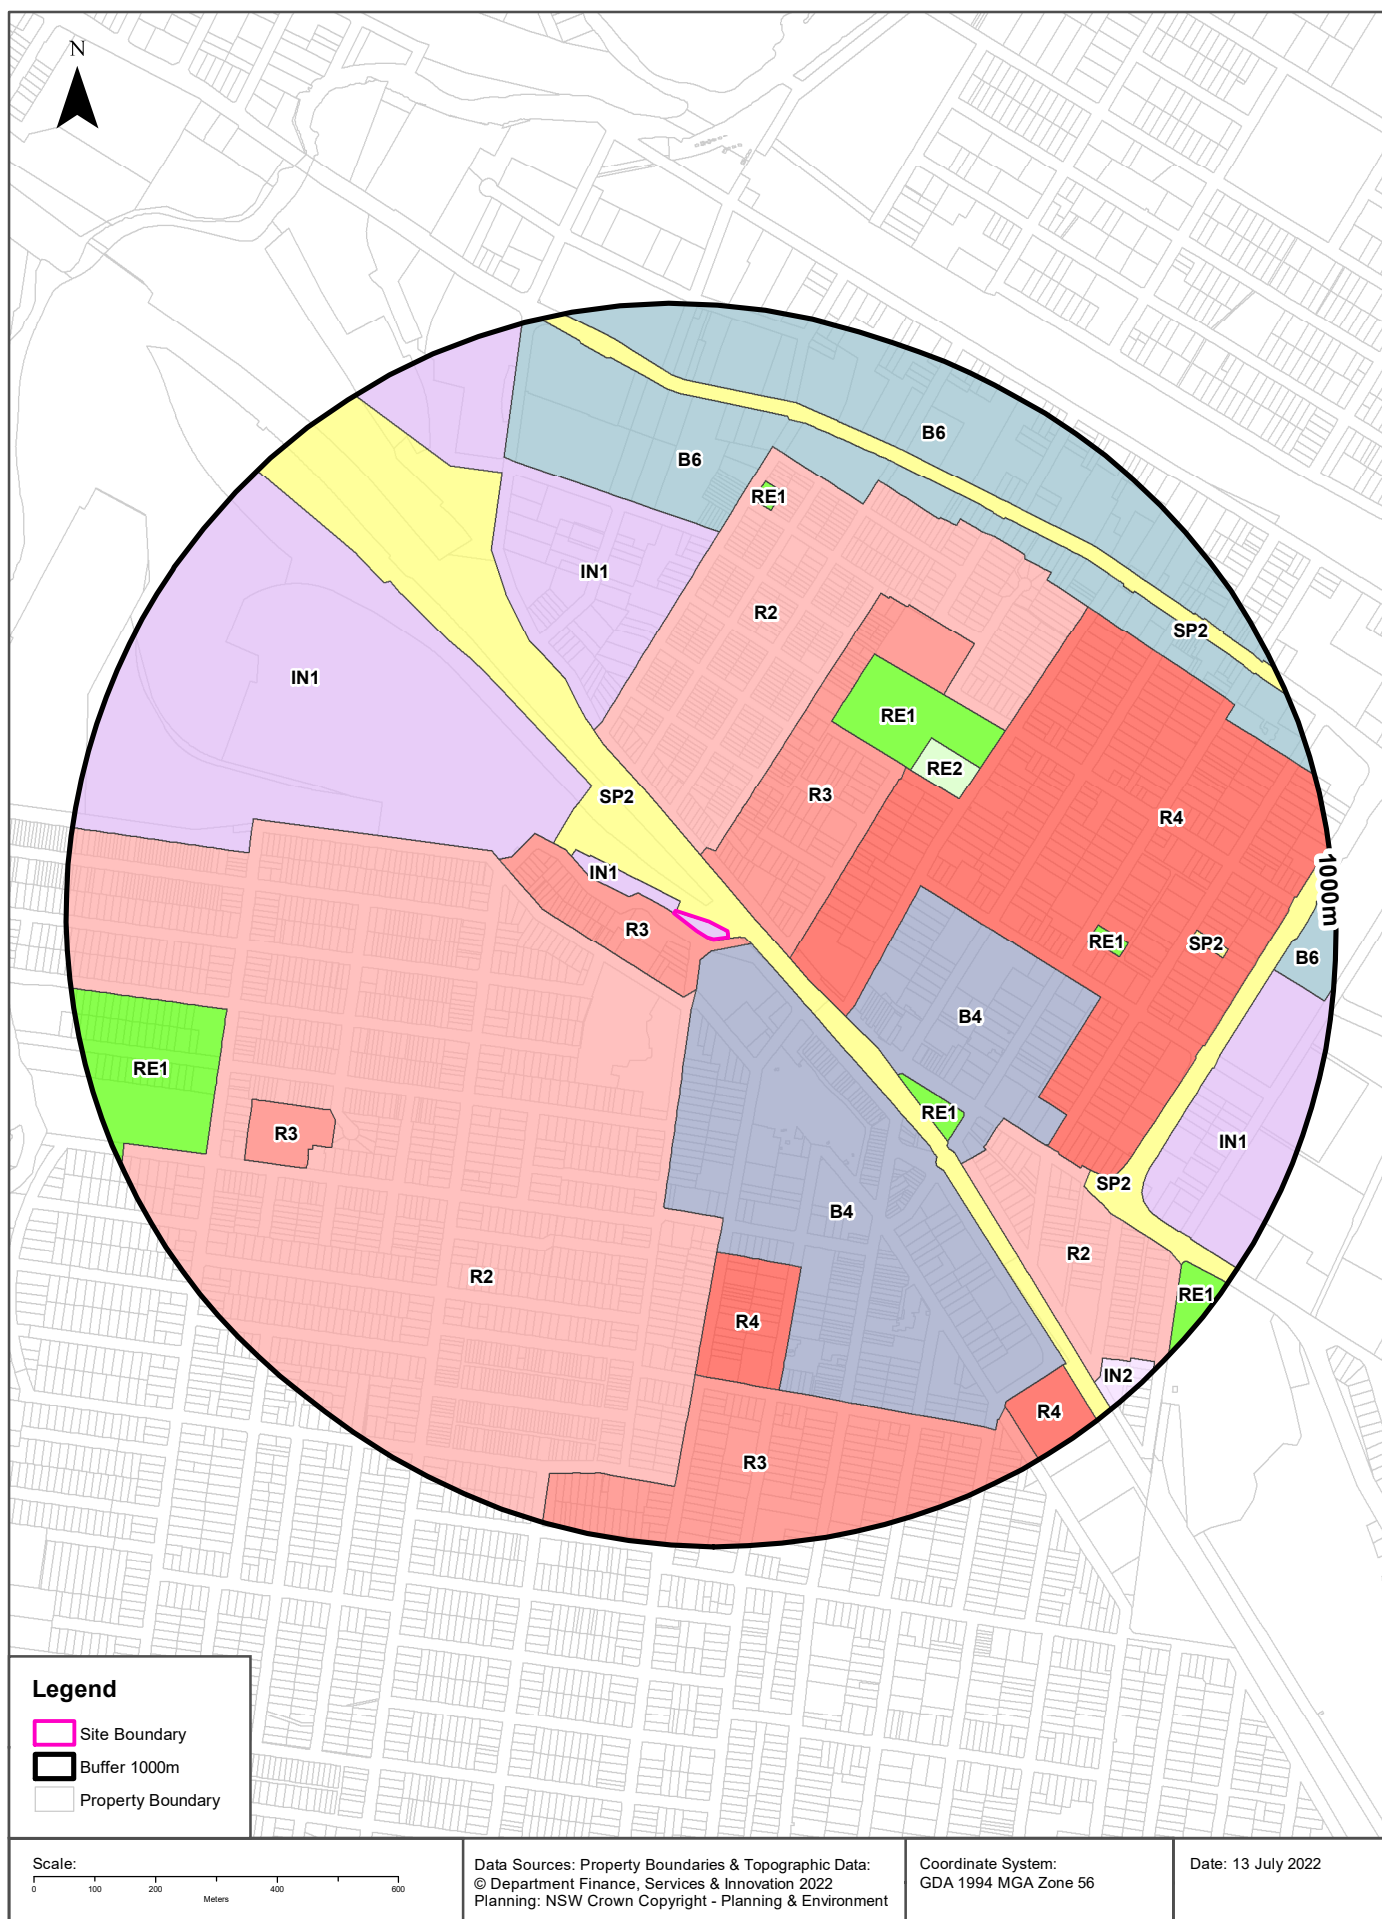 N
B6
B6
RE1
IN1
R2
SP2
IN1
RE1
RE2
SP2
R3
R4
1000m
IN1
R3
RE1
SP2
B6
B4
RE1
RE1
R3
IN1
SP2
B4
R2
R2
RE1
R4
IN2
R4
R3
Legend
Site Boundary
Buffer 1000m
Property Boundary
Scale:
0 100 200 400 600
Meters
Data Sources: Property Boundaries & Topographic Data:
© Department Finance, Services & Innovation 2022
Planning: NSW Crown Copyright - Planning & Environment
Coordinate System:
GDA 1994 MGA Zone 56
Date: 13 July 2022